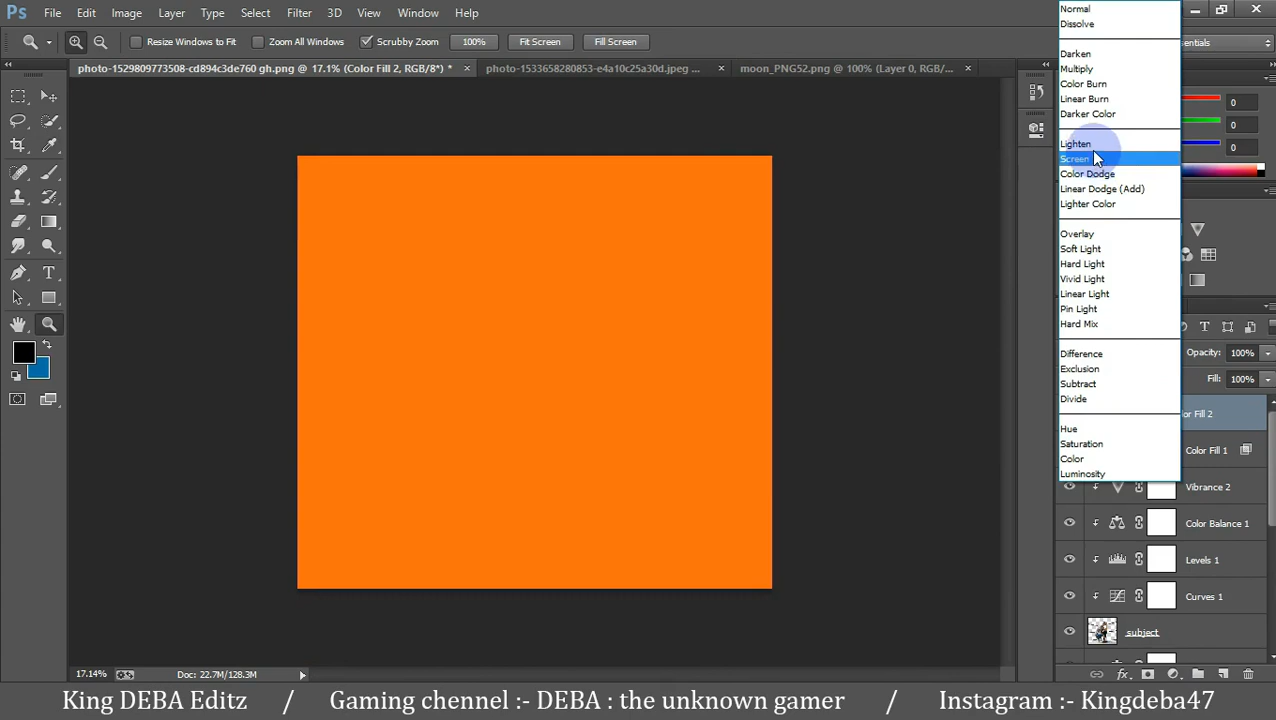 Ps File Edit Image Layer Type Select Filter 3D View Window Help
Resize Windows to Fit Zoom All Windows Scrubby Zoom 100% Fit Screen Fill Screen
photo-1529809773508-cd894c3de760 gh.png @ 17.1% (Color Fill 2, RGB/8*) * × photo-1533658280853-e4a10c25a30d.jpeg ... × moon_PNG52.png @ 100% (Layer 0, RGB/... ×
Normal
Dissolve
Darken
Multiply
Color Burn
Linear Burn
Darker Color
Lighten
Screen
Color Dodge
Linear Dodge (Add)
Lighter Color
Overlay
Soft Light
Hard Light
Vivid Light
Linear Light
Pin Light
Hard Mix
Difference
Exclusion
Subtract
Divide
Hue
Saturation
Color
Luminosity
0
0
0
Opacity: 100%
Fill: 100%
Color Fill 1
Vibrance 2
Color Balance 1
Levels 1
Curves 1
subject
17.14% Doc: 22.7M/128.3M
King DEBA Editz / Gaming channel :- DEBA : the unknown gamer / Instagram :- Kingdeba47